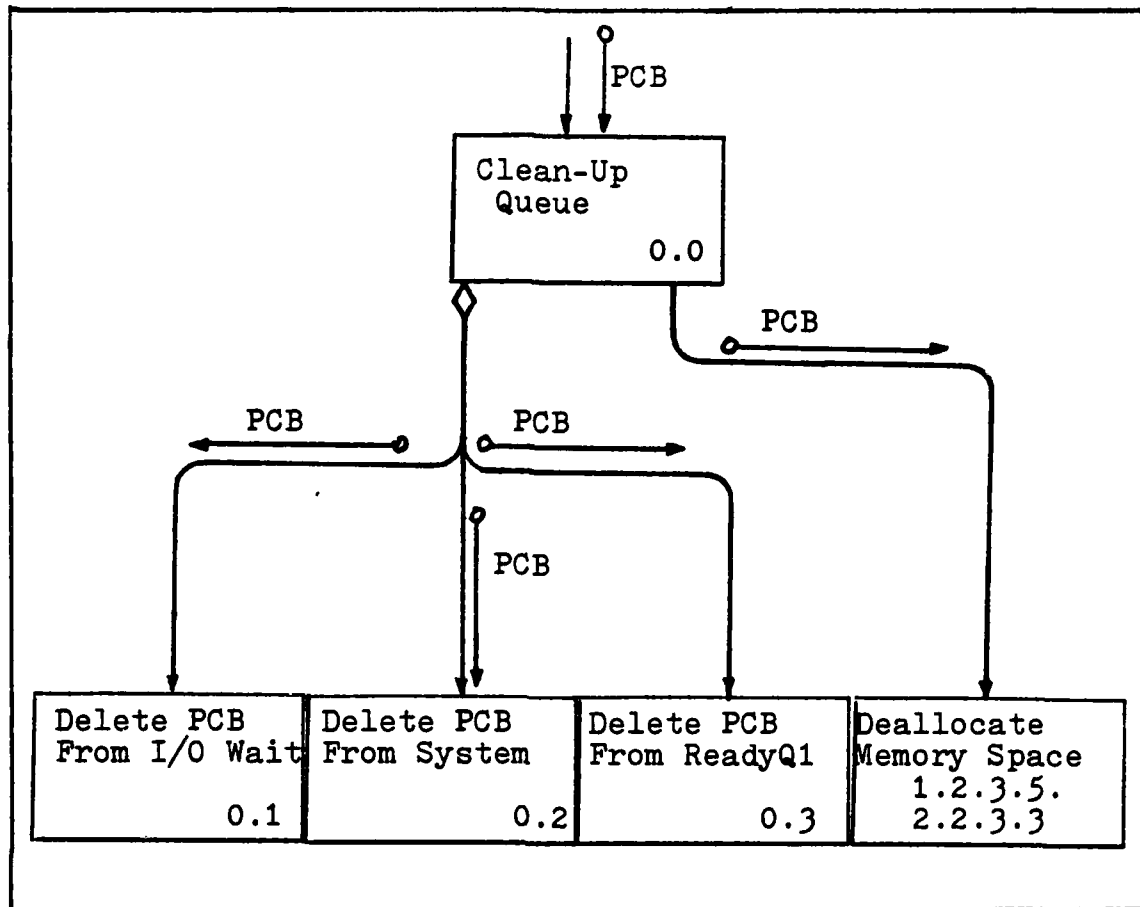 PCB
Clean-Up
Queue
0.0
PCB
PCB
PCB
PCB
Delete PCB
From I/O Wait
0.1
Delete PCB
From System
0.2
Delete PCB
From ReadyQ1
0.3
Deallocate
Memory Space
1.2.3.5.
2.2.3.3